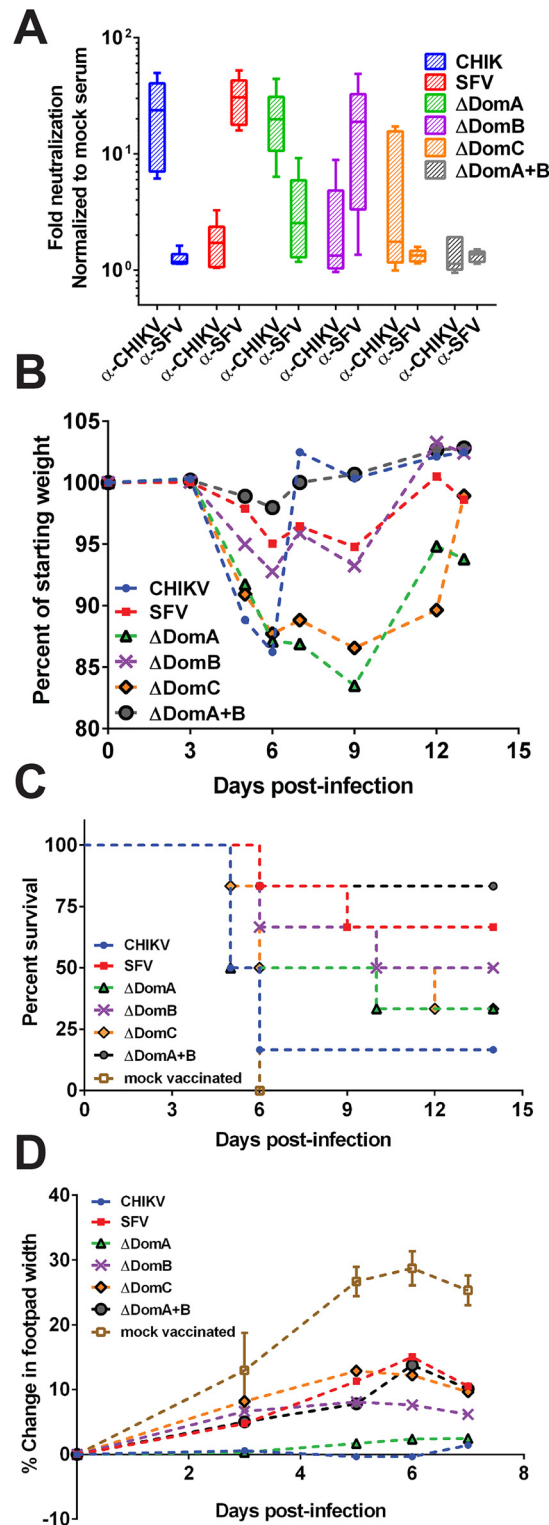 A
10²
10¹
10⁰
Fold neutralization
Normalized to mock serum
CHIK
SFV
ΔDomA
ΔDomB
ΔDomC
ΔDomA+B
α-CHIKV
α-SFV
α-CHIKV
α-SFV
α-CHIKV
α-SFV
α-CHIKV
α-SFV
α-CHIKV
α-SFV
α-CHIKV
α-SFV
B
105
100
95
90
85
80
Percent of starting weight
CHIKV
SFV
ΔDomA
ΔDomB
ΔDomC
ΔDomA+B
0
3
6
9
12
15
Days post-infection
C
100
75
50
25
0
Percent survival
CHIKV
SFV
ΔDomA
ΔDomB
ΔDomC
ΔDomA+B
mock vaccinated
0
3
6
9
12
15
Days post-infection
D
40
30
20
10
0
-10
% Change in footpad width
CHIKV
SFV
ΔDomA
ΔDomB
ΔDomC
ΔDomA+B
mock vaccinated
2
4
6
8
Days post-infection